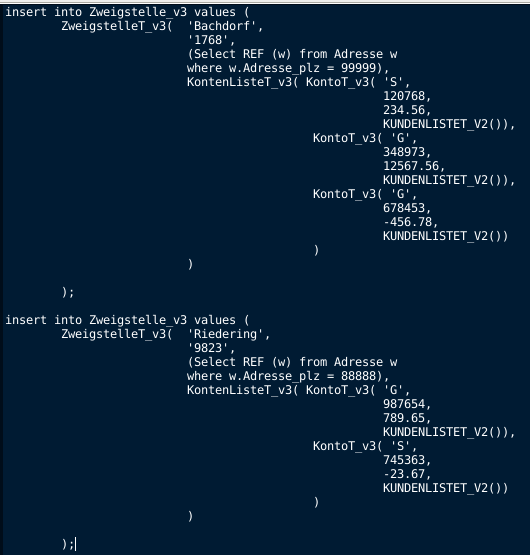 insert into Zweigstelle_v3 values (
        ZweigstelleT_v3(  'Bachdorf',
                          '1768',
                          (Select REF (w) from Adresse w
                          where w.Adresse_plz = 99999),
                          KontenListeT_v3( KontoT_v3( 'S',
                                                      120768,
                                                      234.56,
                                                      KUNDENLISTET_V2()),
                                            KontoT_v3( 'G',
                                                      348973,
                                                      12567.56,
                                                      KUNDENLISTET_V2()),
                                            KontoT_v3( 'G',
                                                      678453,
                                                      -456.78,
                                                      KUNDENLISTET_V2())
                                            )
                          )

        );

insert into Zweigstelle_v3 values (
        ZweigstelleT_v3(  'Riedering',
                          '9823',
                          (Select REF (w) from Adresse w
                          where w.Adresse_plz = 88888),
                          KontenListeT_v3( KontoT_v3( 'G',
                                                      987654,
                                                      789.65,
                                                      KUNDENLISTET_V2()),
                                            KontoT_v3( 'S',
                                                      745363,
                                                      -23.67,
                                                      KUNDENLISTET_V2())
                                            )
                          )

        );